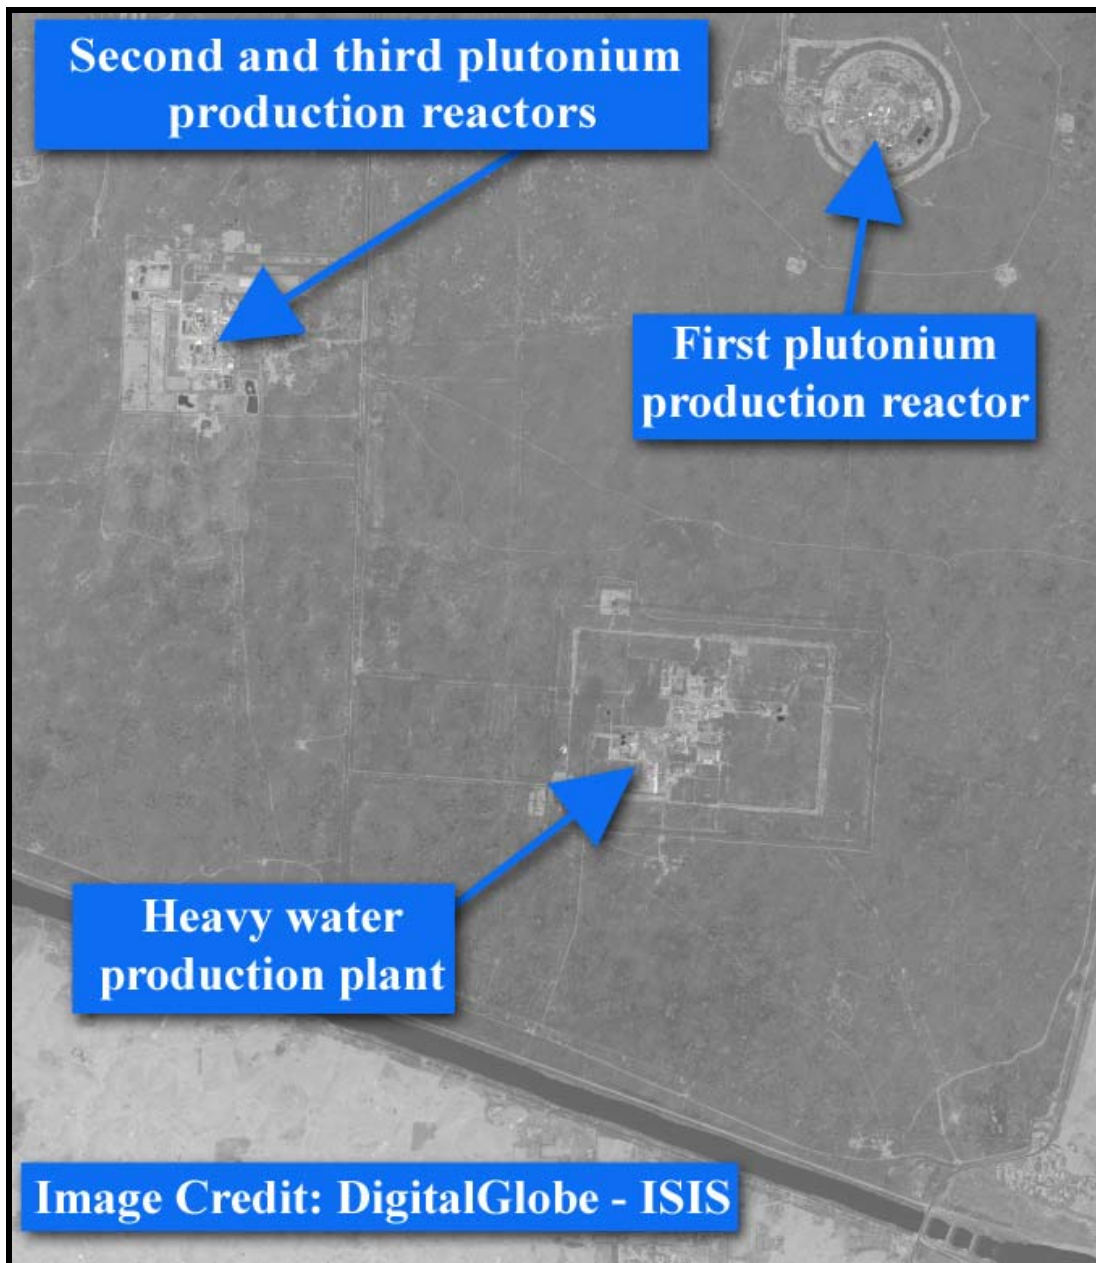 Second and third plutonium
production reactors
First plutonium
production reactor
Heavy water
production plant
Image Credit: DigitalGlobe - ISIS